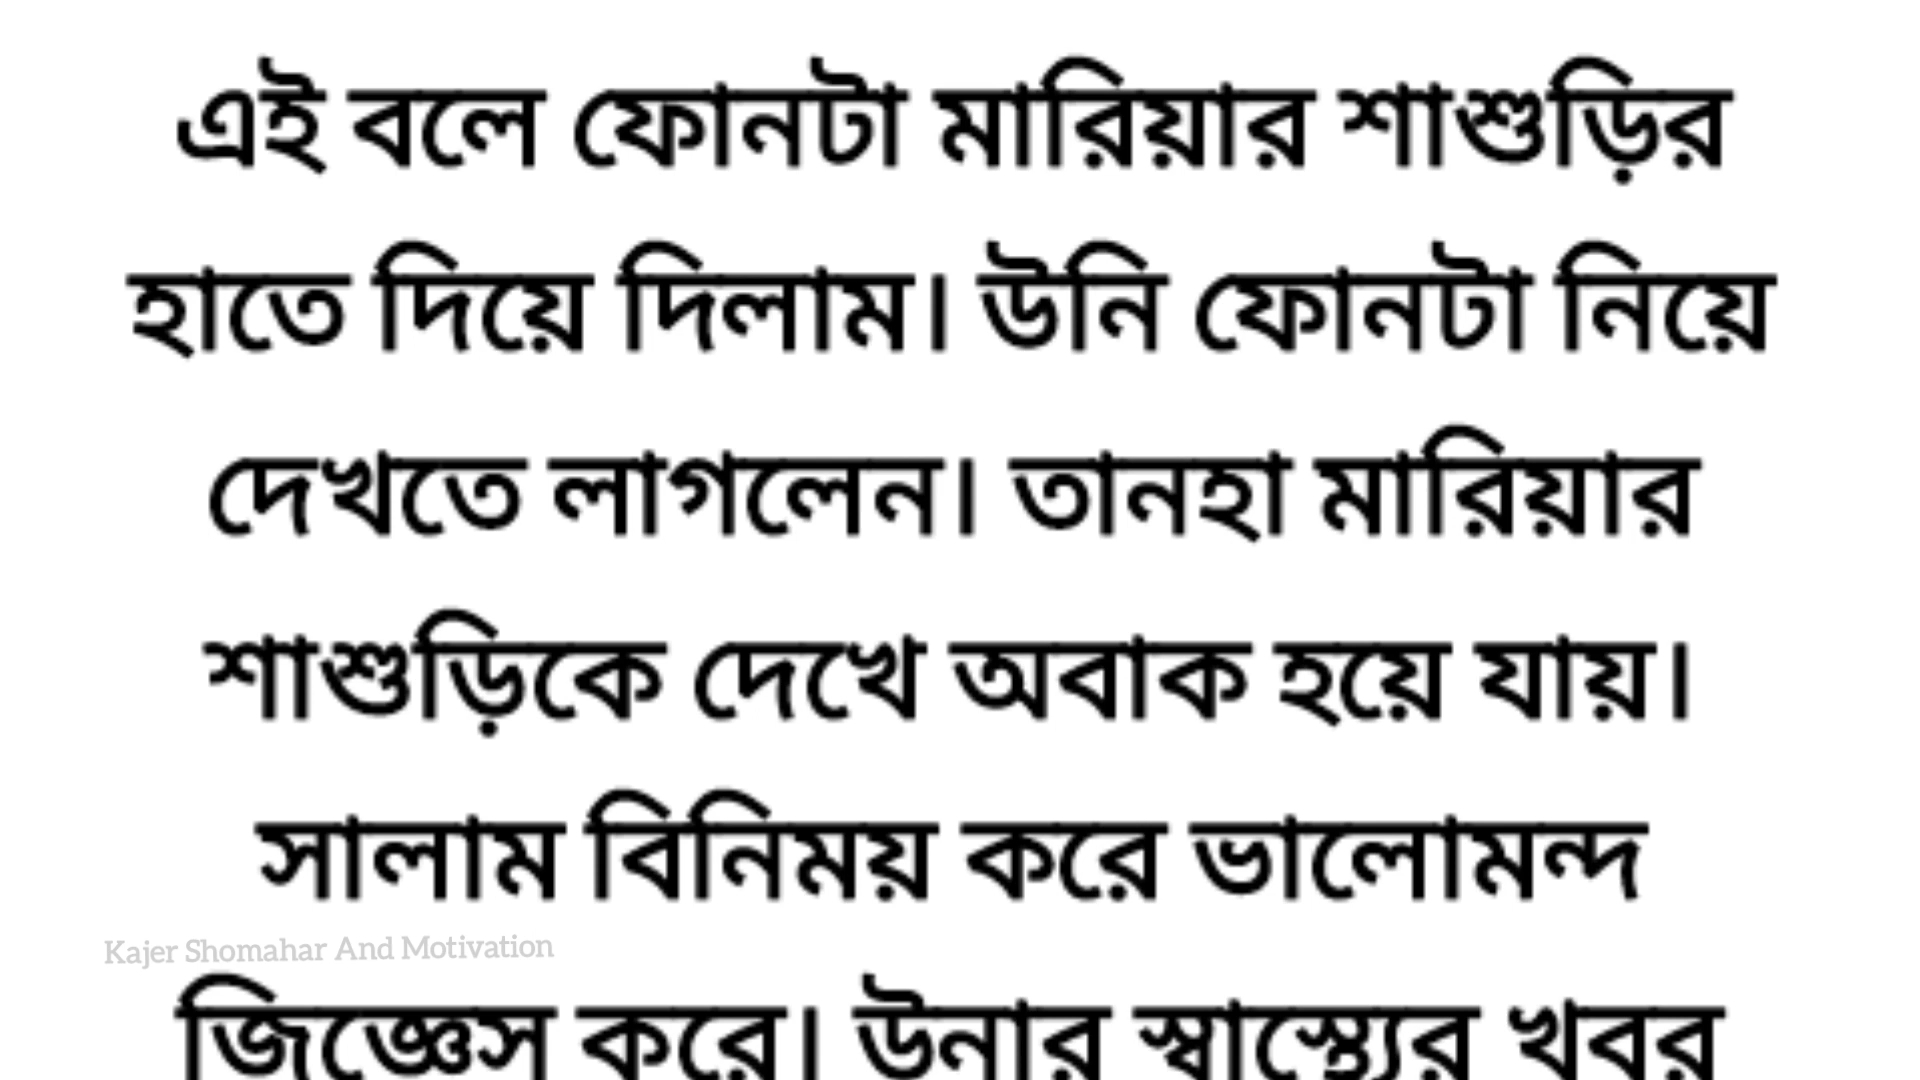 এই বলে ফোনটা মারিয়ার শাশুড়ির
হাতে দিয়ে দিলাম। উনি ফোনটা নিয়ে
দেখতে লাগলেন। তানহা মারিয়ার
শাশুড়িকে দেখে অবাক হয়ে যায়।
সালাম বিনিময় করে ভালোমন্দ
Kajer Shomahar And Motivation
জিজ্ঞেস করে। উনার স্বাস্থ্যের খবর